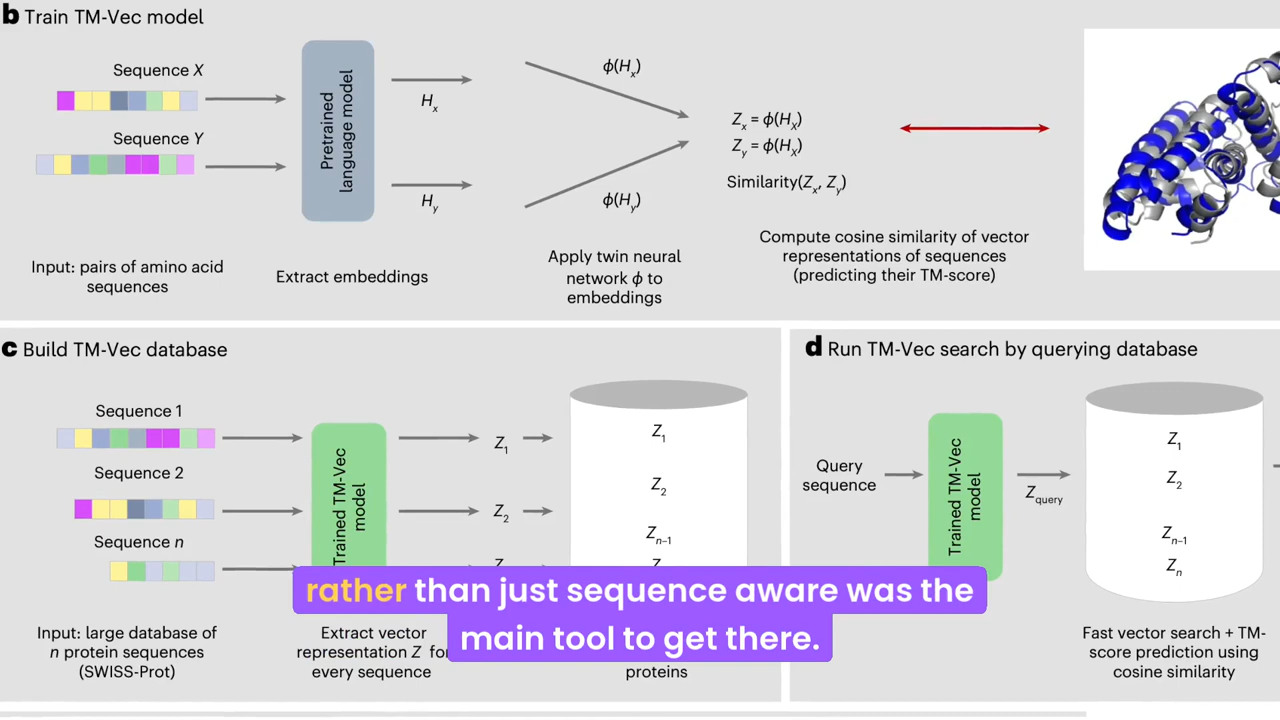 b Train TM-Vec model
Sequence X
Sequence Y
Pretrained
language model
Hx
Hy
ϕ(Hx)
ϕ(Hy)
Zx = ϕ(HX)
Zy = ϕ(HX)
Similarity(Zx, Zy)
Input: pairs of amino acid
sequences
Extract embeddings
Apply twin neural
network ϕ to
embeddings
Compute cosine similarity of vector
representations of sequences
(predicting their TM-score)
c Build TM-Vec database
Sequence 1
Sequence 2
Sequence n
Trained TM-Vec
model
Z1
Z2
Z1
Z2
Zn–1
Input: large database of
n protein sequences
(SWISS-Prot)
Extract vector
representation Z for
every sequence
proteins
d Run TM-Vec search by querying database
Query
sequence
Trained TM-Vec
model
Zquery
Z1
Z2
Zn–1
Zn
Fast vector search + TM-
score prediction using
cosine similarity
rather than just sequence aware was the
main tool to get there.